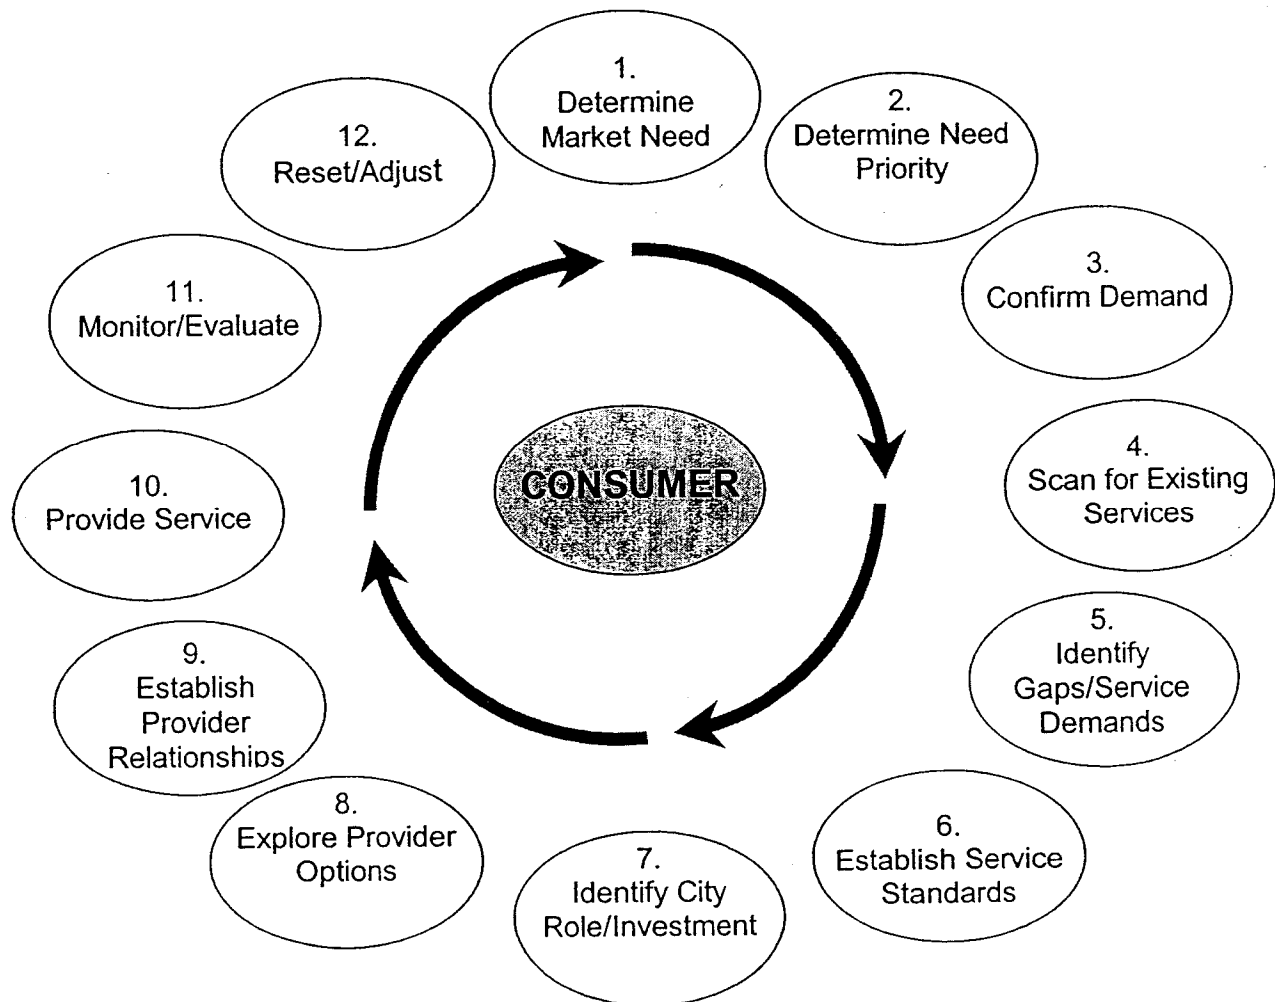 1.
Determine
Market Need
2.
Determine Need
Priority
3.
Confirm Demand
4.
Scan for Existing
Services
5.
Identify
Gaps/Service
Demands
6.
Establish Service
Standards
7.
Identify City
Role/Investment
8.
Explore Provider
Options
9.
Establish
Provider
Relationships
10.
Provide Service
11.
Monitor/Evaluate
12.
Reset/Adjust
CONSUMER